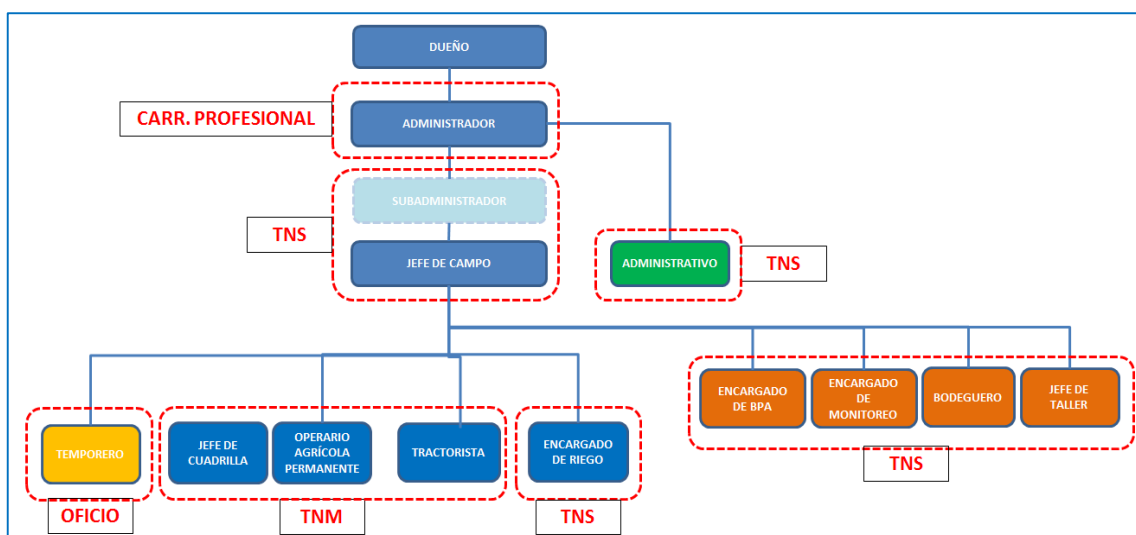 DUEÑO
CARR. PROFESIONAL
ADMINISTRADOR
SUBADMINISTRADOR
TNS
JEFE DE CAMPO
ADMINISTRATIVO
TNS
ENCARGADO
DE BPA
ENCARGADO
DE
MONITOREO
BODEGUERO
JEFE DE
TALLER
TNS
TEMPORERO
JEFE DE
CUADRILLA
OPERARIO
AGRÍCOLA
PERMANENTE
TRACTORISTA
ENCARGADO
DE RIEGO
OFICIO
TNM
TNS